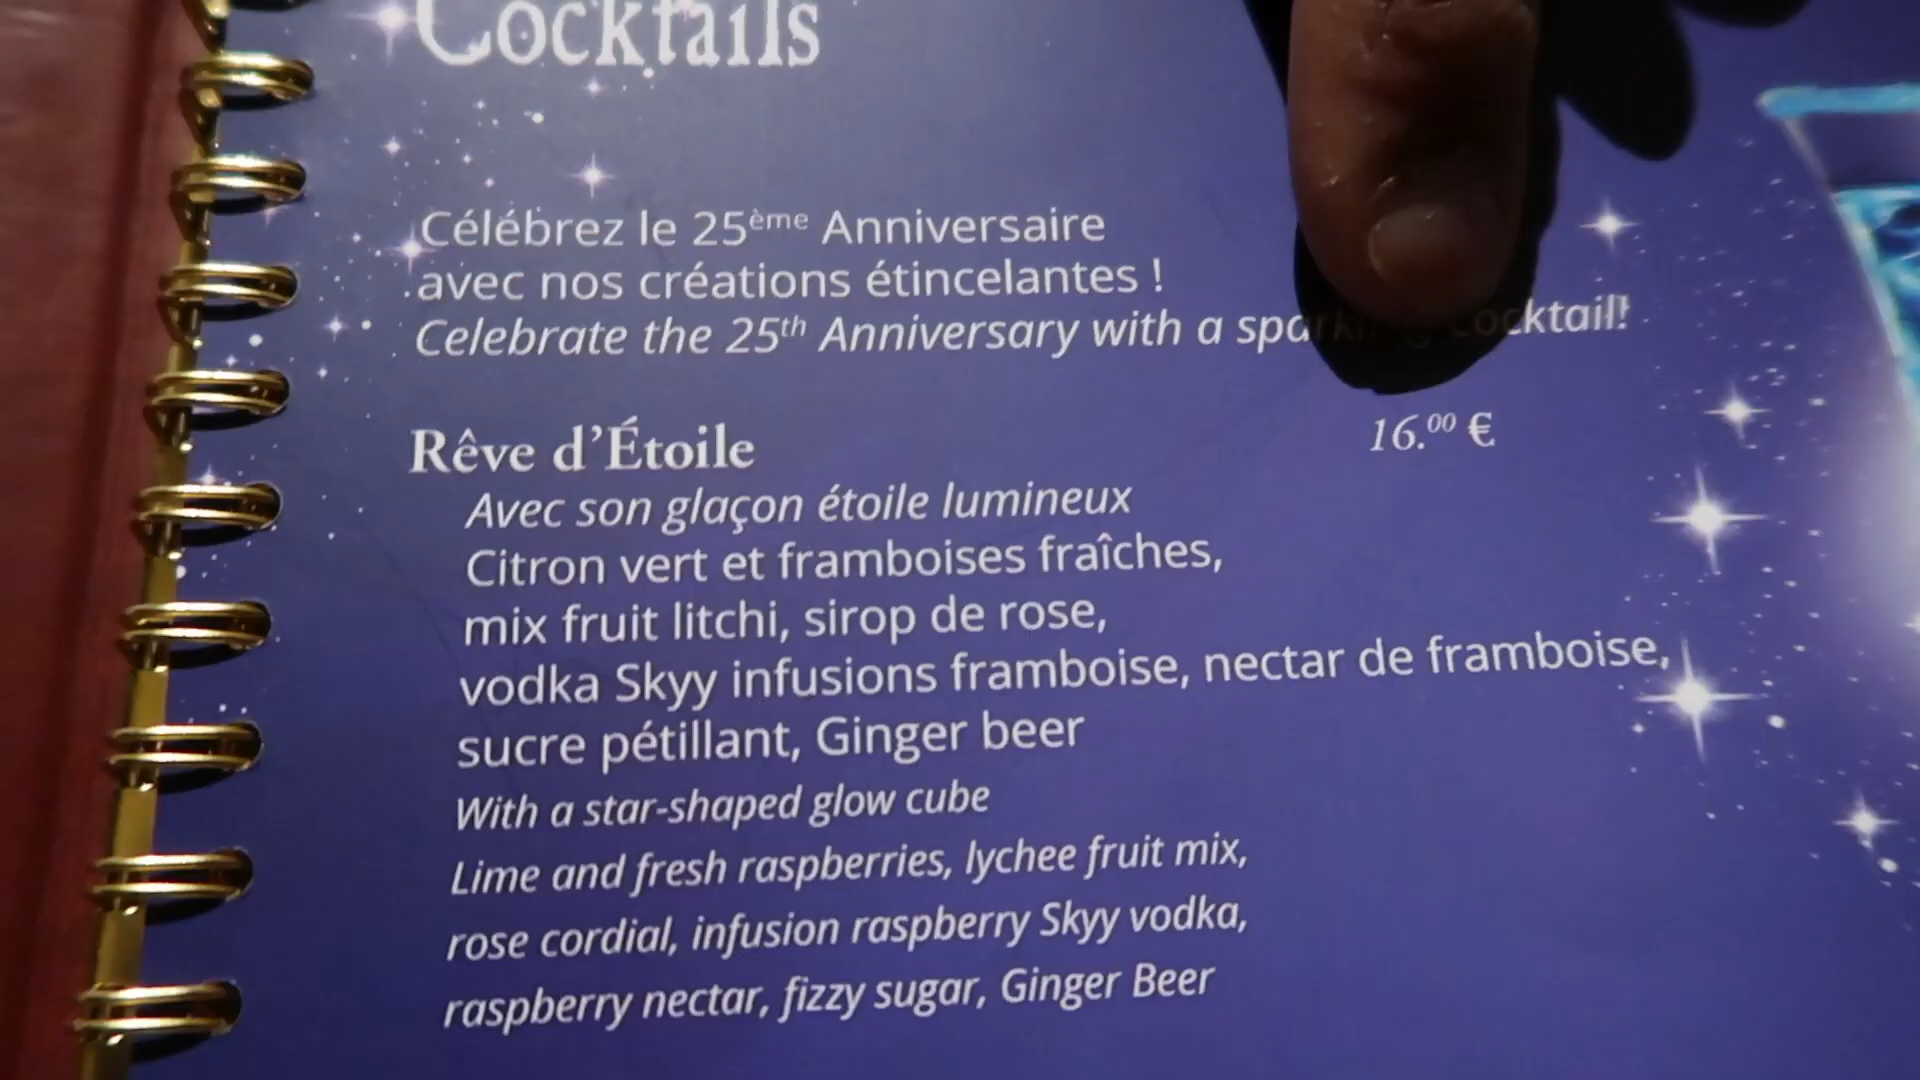 Cocktails
Célébrez le 25ème Anniversaire
avec nos créations étincelantes !
Celebrate the 25th Anniversary with a sparkling cocktail!
Rêve d'Étoile 16.00 €
Avec son glaçon étoile lumineux
Citron vert et framboises fraîches,
mix fruit litchi, sirop de rose,
vodka Skyy infusions framboise, nectar de framboise,
sucre pétillant, Ginger beer
With a star-shaped glow cube
Lime and fresh raspberries, lychee fruit mix,
rose cordial, infusion raspberry Skyy vodka,
raspberry nectar, fizzy sugar, Ginger Beer